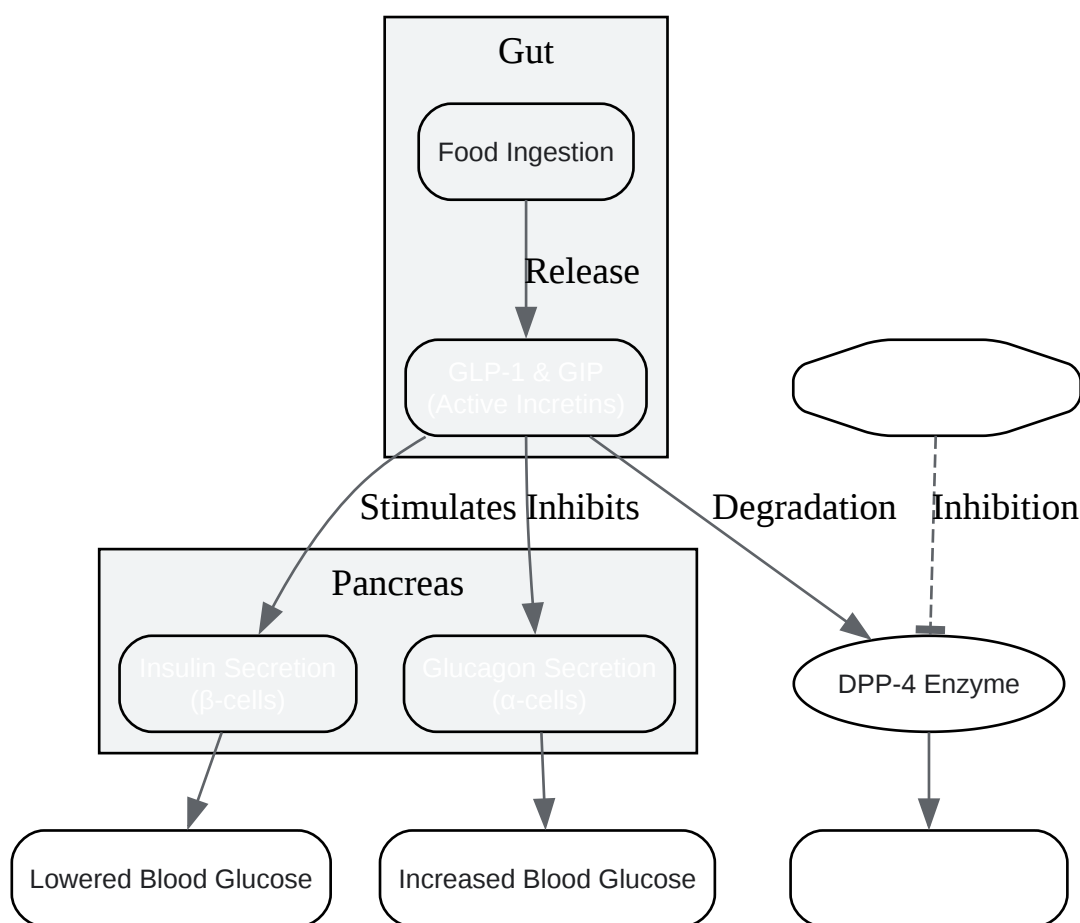 Gut
Food Ingestion
Release
GLP-1 & GIP
(Active Incretins)
Stimulates
Inhibits
Degradation
Inhibition
Pancreas
Insulin Secretion
(β-cells)
Glucagon Secretion
(α-cells)
DPP-4 Enzyme
Lowered Blood Glucose
Increased Blood Glucose